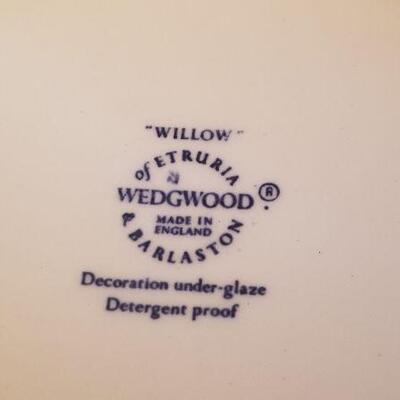 "WILLOW"
of ETRURIA
WEDGWOOD ®
MADE IN
ENGLAND
& BARLASTON
Decoration under-glaze
Detergent proof